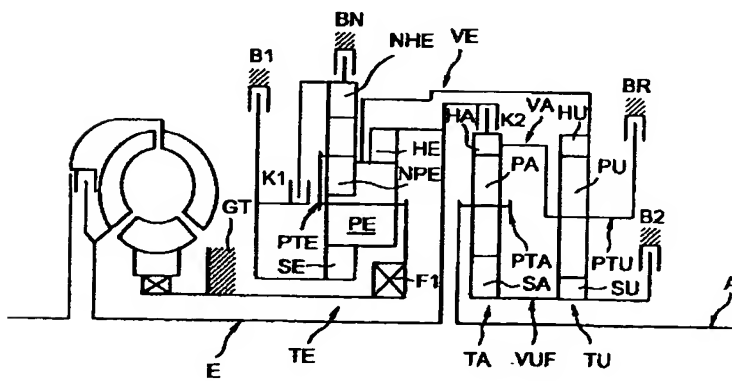 BN
NHE
VE
B1
BR
HA
K2
VA
HU
HE
PA
PU
K1
NPE
GT
B2
PE
PTE
PTA
PTU
SE
F1
SA
SU
A
E
TE
TA
VUF
TU